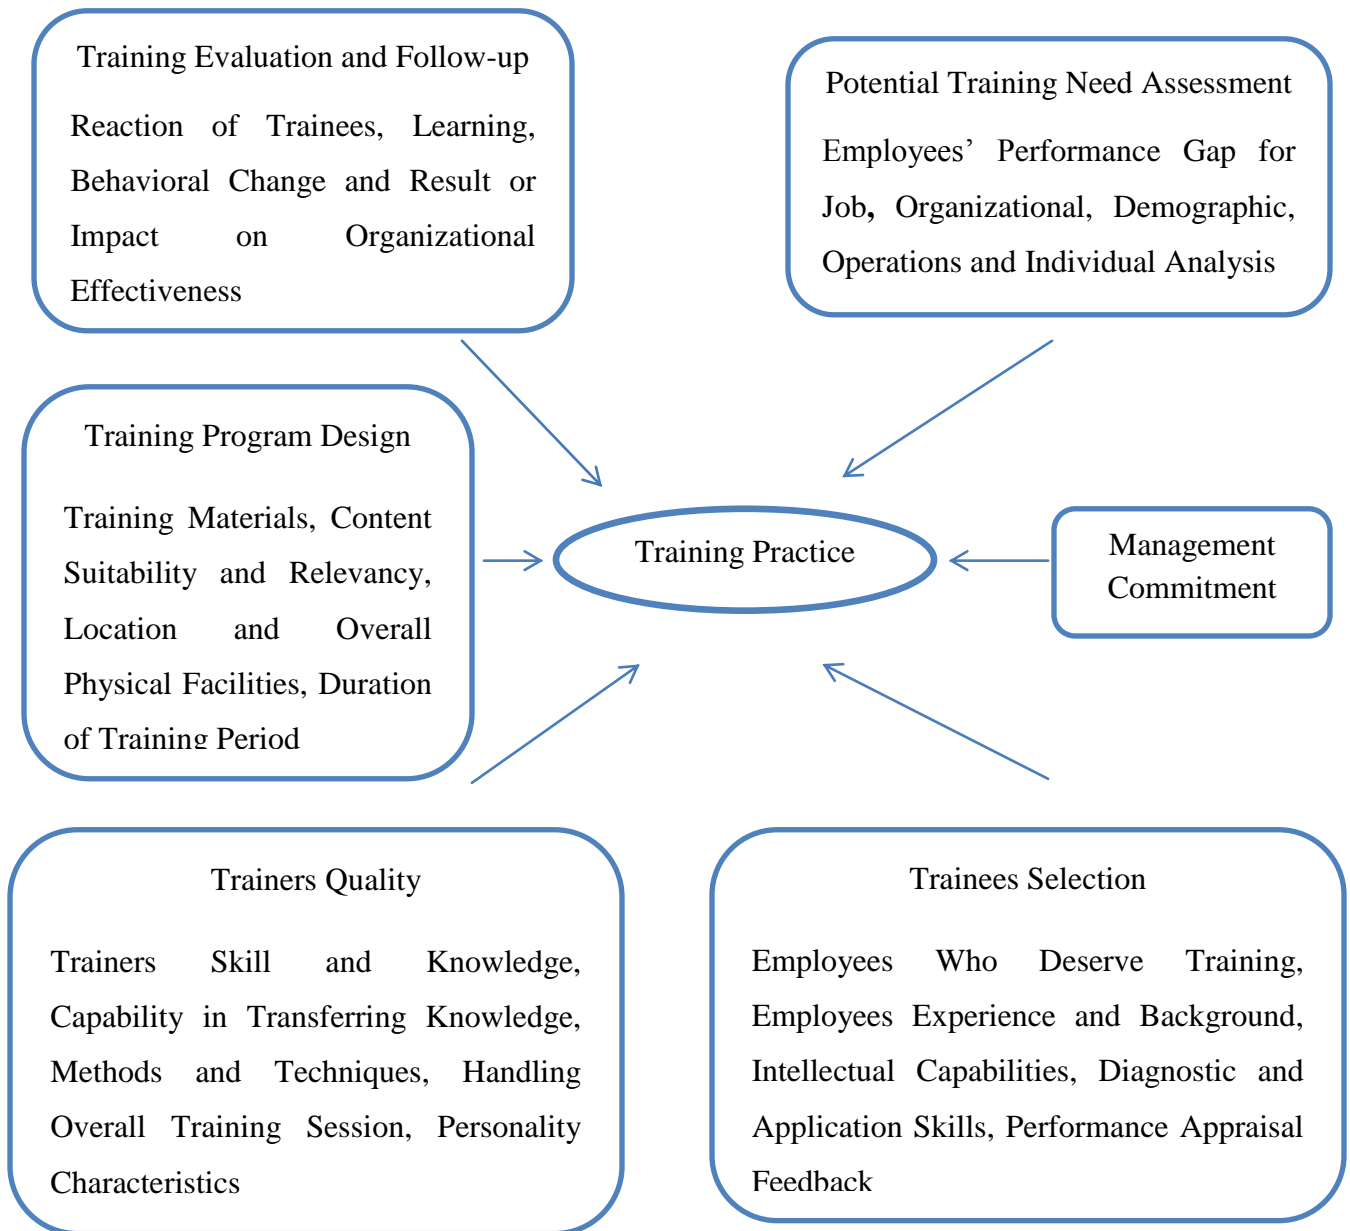 Training Evaluation and Follow-up
Reaction of Trainees, Learning,
Behavioral Change and Result or
Impact on Organizational
Effectiveness
Potential Training Need Assessment
Employees’ Performance Gap for
Job, Organizational, Demographic,
Operations and Individual Analysis
Training Program Design
Training Materials, Content
Suitability and Relevancy,
Location and Overall
Physical Facilities, Duration
of Training Period
Training Practice
Management
Commitment
Trainers Quality
Trainers Skill and Knowledge,
Capability in Transferring Knowledge,
Methods and Techniques, Handling
Overall Training Session, Personality
Characteristics
Trainees Selection
Employees Who Deserve Training,
Employees Experience and Background,
Intellectual Capabilities, Diagnostic and
Application Skills, Performance Appraisal
Feedback